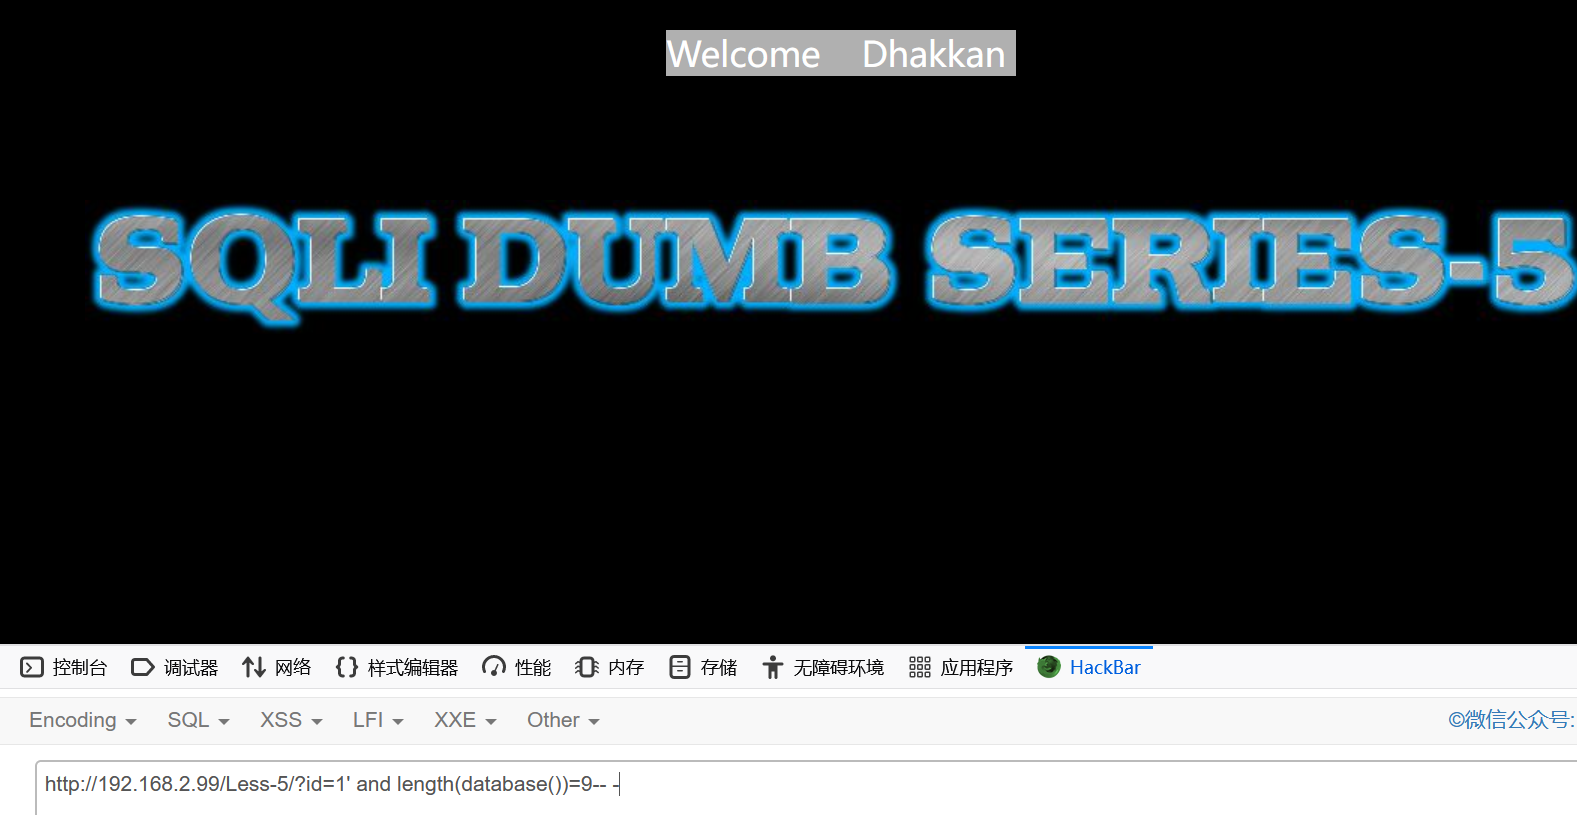 Welcome    Dhakkan
SQLI DUMB SERIES-5
控制台 调试器 网络 样式编辑器 性能 内存 存储 无障碍环境 应用程序 HackBar
Encoding SQL XSS LFI XXE Other ©微信公众号:
http://192.168.2.99/Less-5/?id=1' and length(database())=9-- -